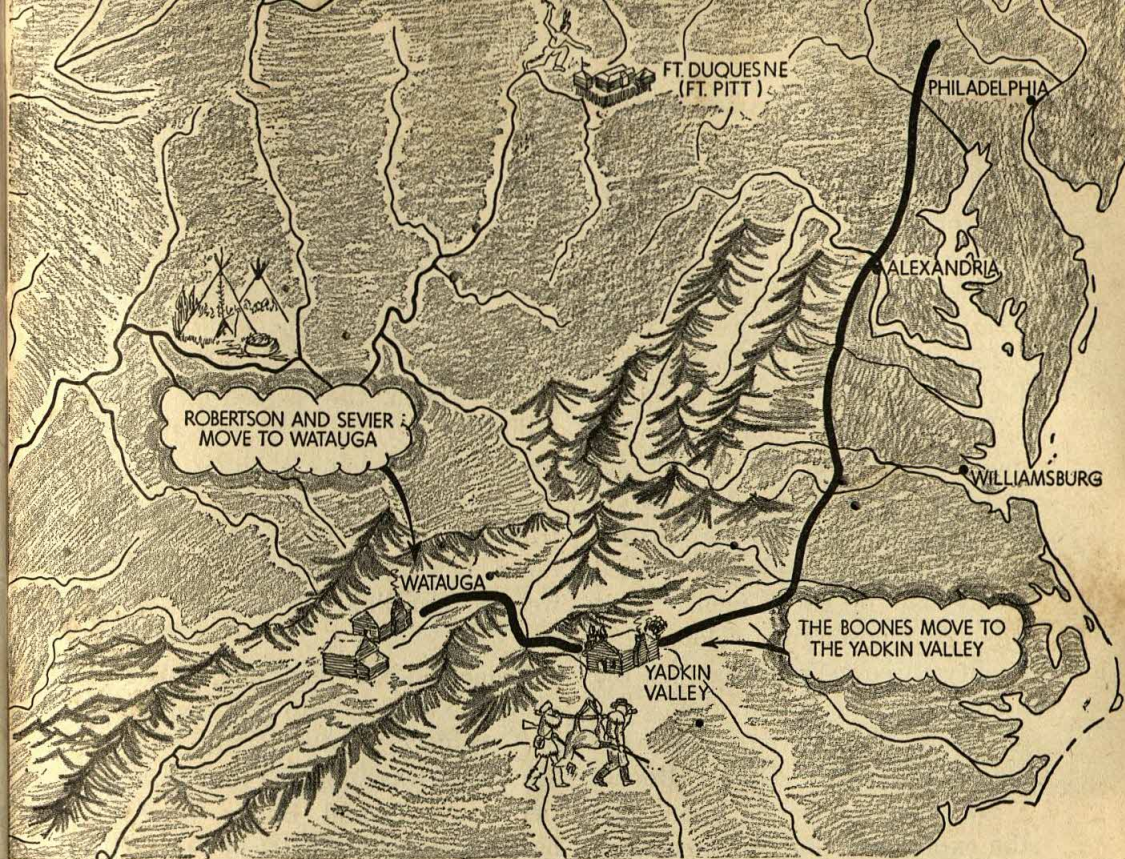 FT. DUQUESNE
(FT. PITT)
PHILADELPHIA
ALEXANDRIA
ROBERTSON AND SEVIER
MOVE TO WATAUGA
WILLIAMSBURG
WATAUGA
THE BOONES MOVE TO
THE YADKIN VALLEY
YADKIN
VALLEY